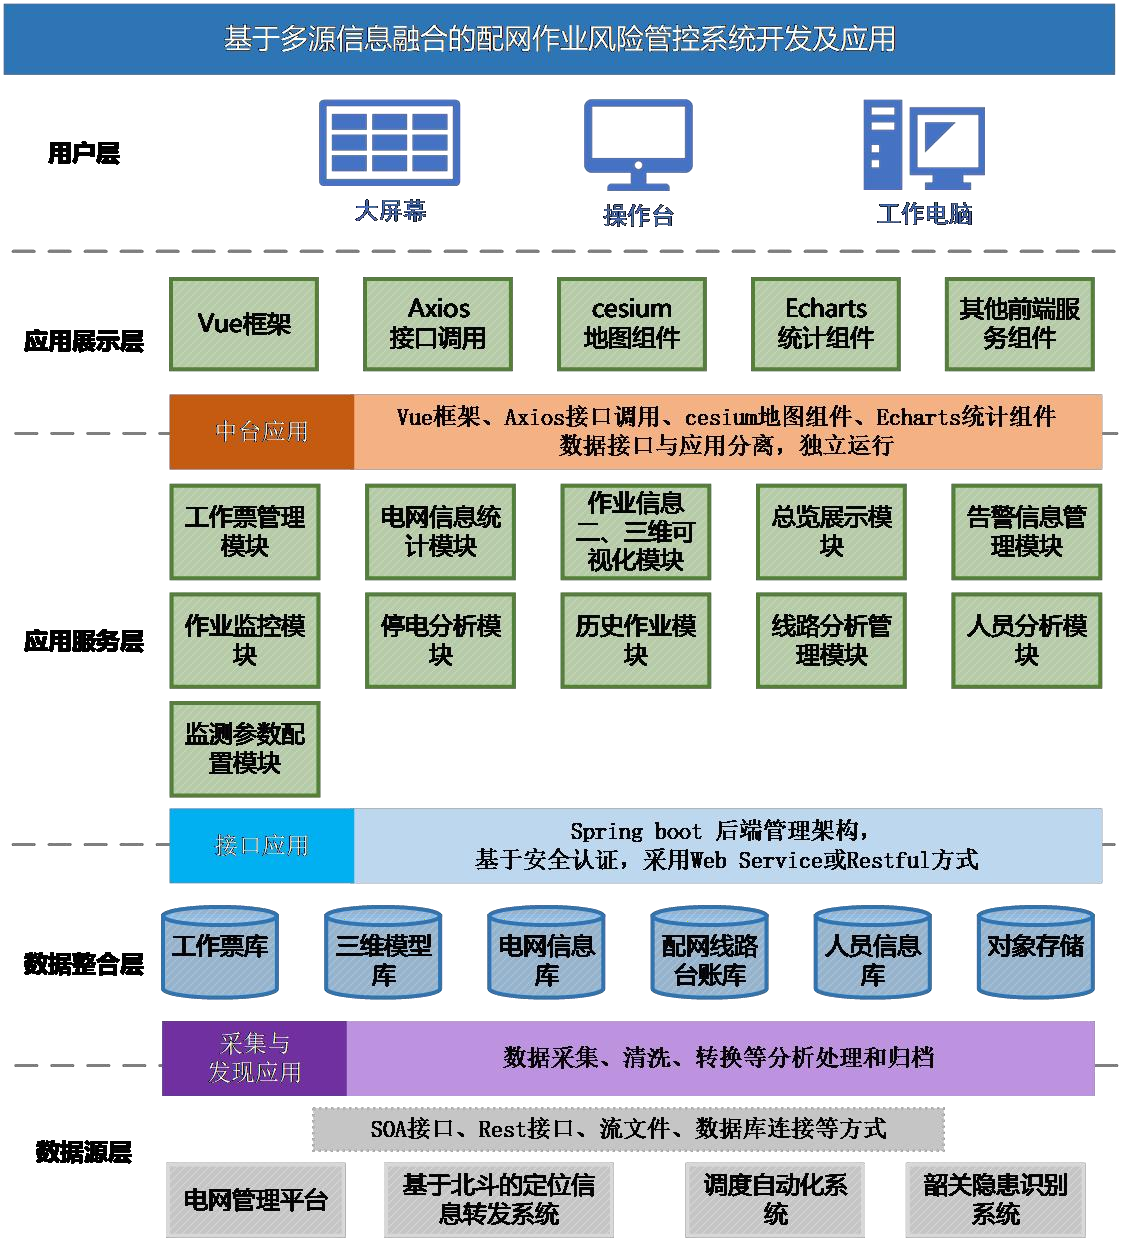 基于多源信息融合的配网作业风险管控系统开发及应用
用户层
大屏幕
操作台
工作电脑
应用展示层
Vue框架
Axios
接口调用
cesium
地图组件
Echarts
统计组件
其他前端服
务组件
中台应用
Vue框架、Axios接口调用、cesium地图组件、Echarts统计组件
数据接口与应用分离，独立运行
应用服务层
工作票管理
模块
电网信息统
计模块
作业信息
二、三维可
视化模块
总览展示模
块
告警信息管
理模块
作业监控模
块
停电分析模
块
历史作业模
块
线路分析管
理模块
人员分析模
块
监测参数配
置模块
接口应用
Spring boot 后端管理架构，
基于安全认证，采用Web Service或Restful方式
数据整合层
工作票库
三维模型
库
电网信息
库
配网线路
台账库
人员信息
库
对象存储
采集与
发现应用
数据采集、清洗、转换等分析处理和归档
数据源层
SOA接口、Rest接口、流文件、数据库连接等方式
电网管理平台
基于北斗的定位信
息转发系统
调度自动化系
统
韶关隐患识别
系统